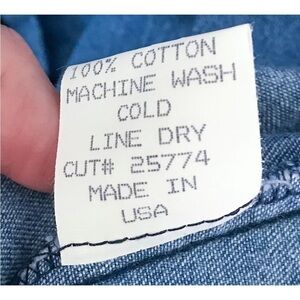 100% COTTON
MACHINE WASH
COLD
LINE DRY
CUT# 25774
MADE IN
USA